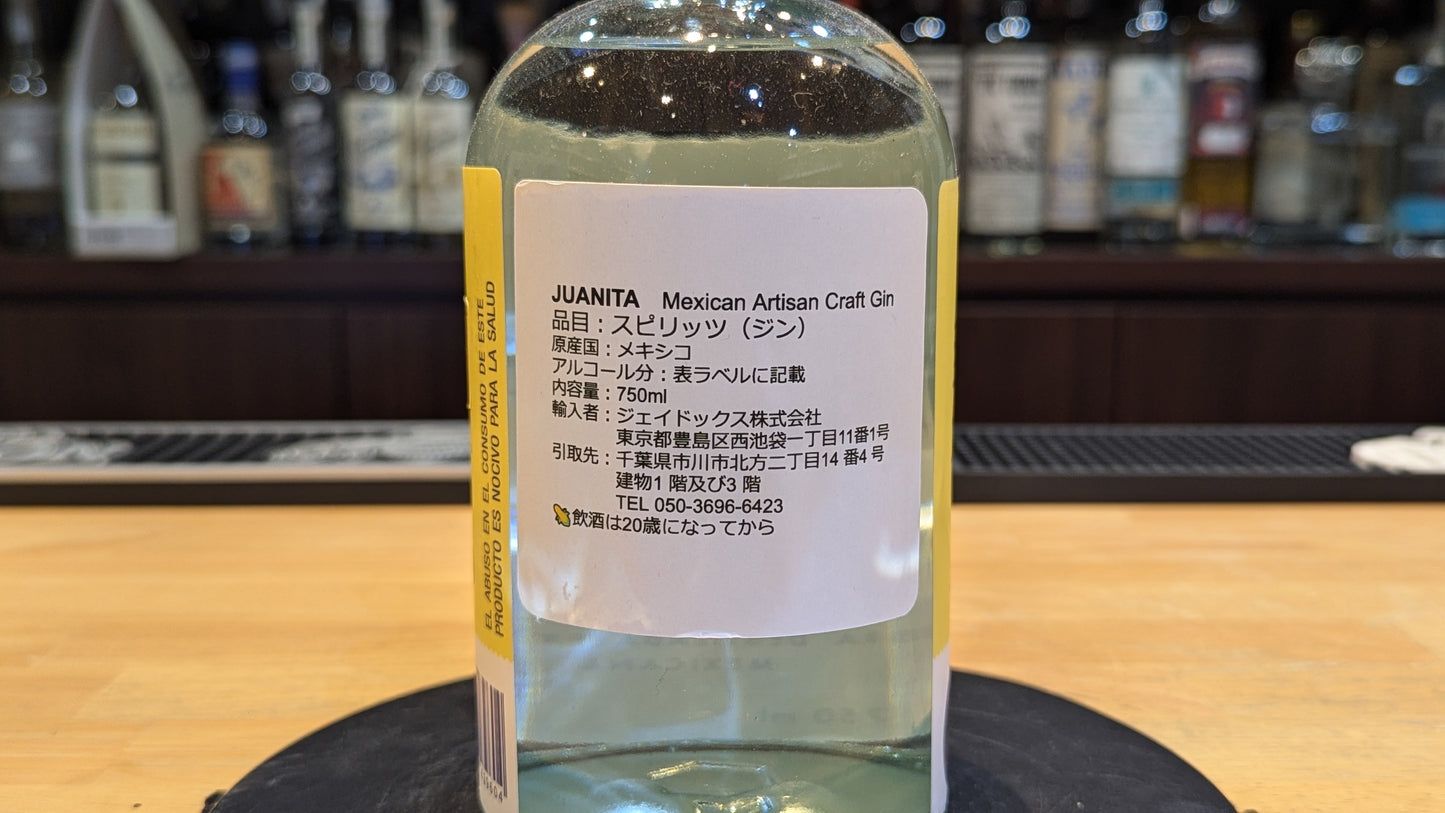 JUANITA Mexican Artisan Craft Gin
品目：スピリッツ（ジン）
原産国：メキシコ
アルコール分：表ラベルに記載
内容量：750ml
輸入者：ジェイドックス株式会社
東京都豊島区西池袋一丁目11番1号
引取先：千葉県市川市北方二丁目14 番4 号
建物1 階及び3 階
TEL 050-3696-6423
🌽飲酒は20歳になってから
EL ABUSO EN EL CONSUMO DE ESTE
PRODUCTO ES NOCIVO PARA LA SALUD